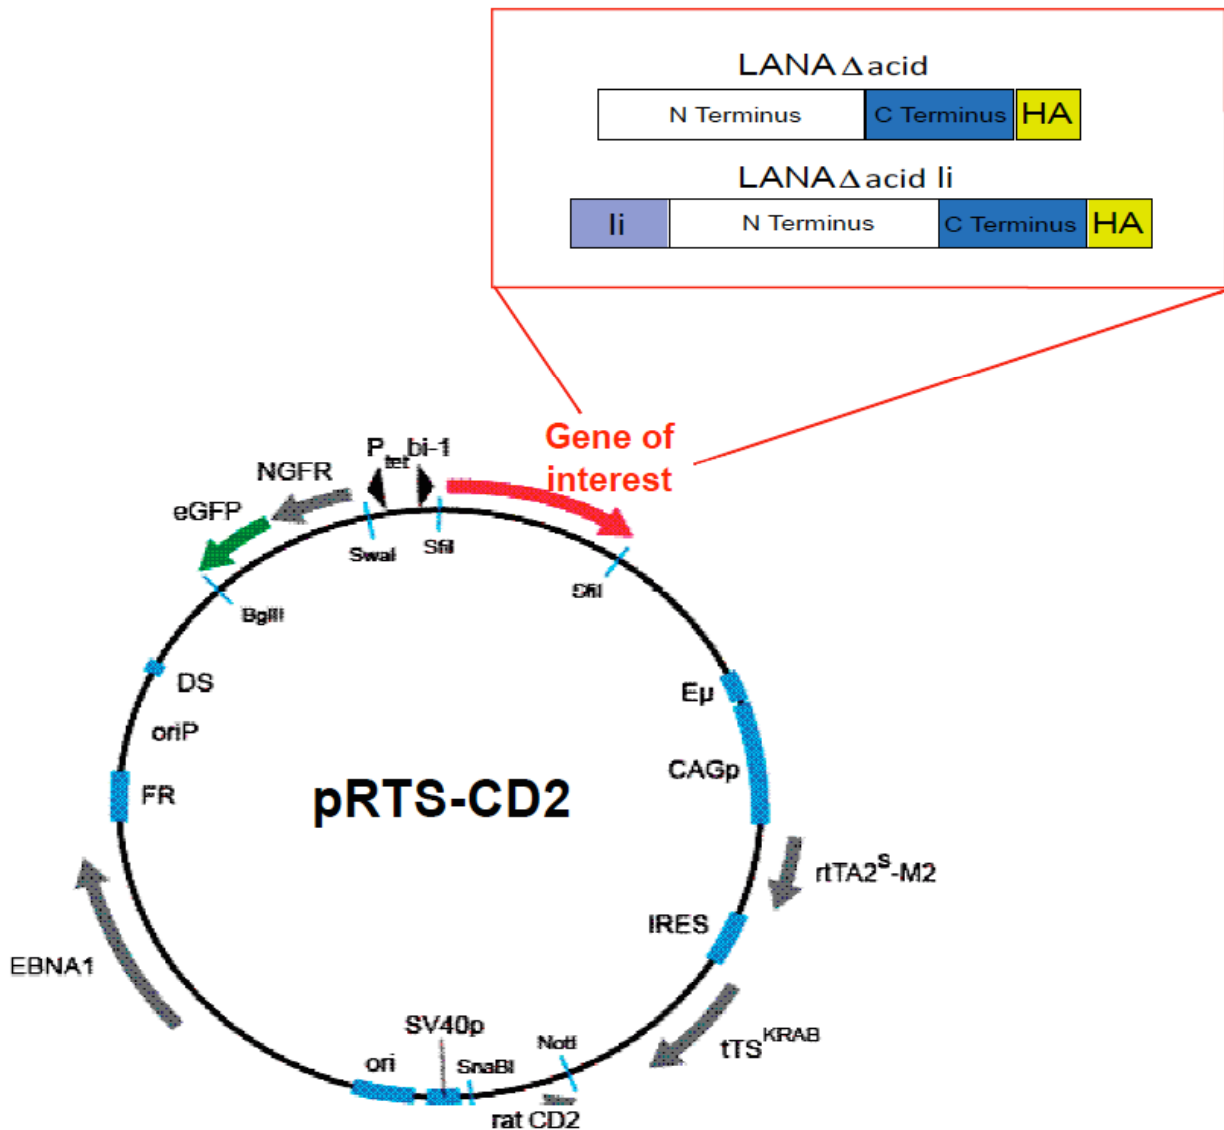 LANA Δ acid
N Terminus C Terminus HA
LANA Δ acid Ii
Ii N Terminus C Terminus HA
Gene of
interest
Ptetbi-1
NGFR
eGFP
SwaI SfiI
SfiI
BglII
DS
oriP
FR
Eμ
CAGp
pRTS-CD2
rtTA2S-M2
IRES
EBNA1
tTSKRAB
SV40p
ori SnaBI NotI
rat CD2